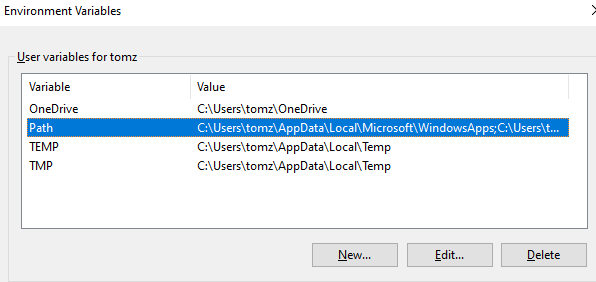 Environment Variables
User variables for tomz
Variable Value
OneDrive C:\Users\tomz\OneDrive
Path C:\Users\tomz\AppData\Local\Microsoft\WindowsApps;C:\Users\t...
TEMP C:\Users\tomz\AppData\Local\Temp
TMP C:\Users\tomz\AppData\Local\Temp
New... Edit... Delete